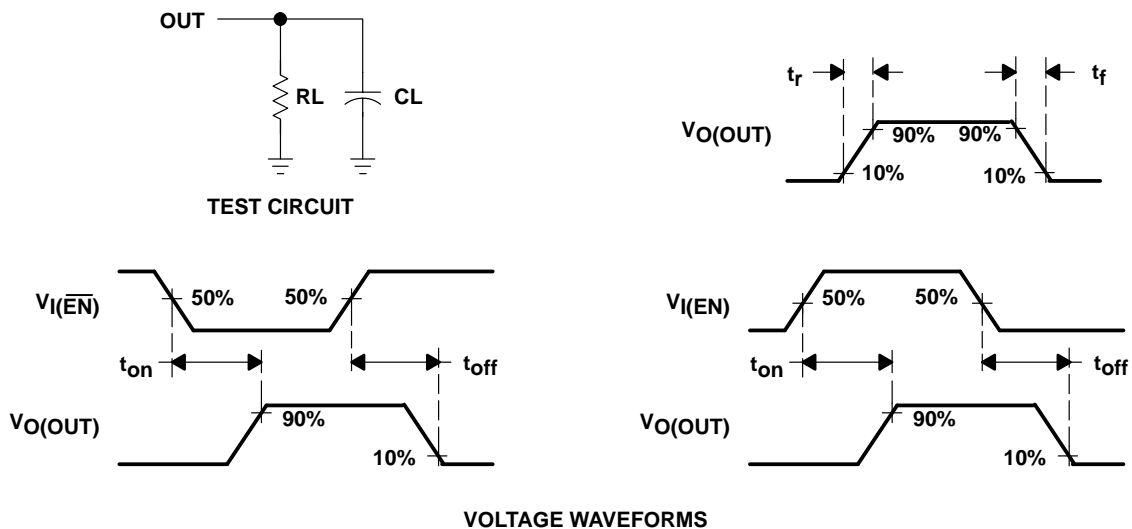 OUT
RL CL
TEST CIRCUIT
tr tf
VO(OUT) 90% 90%
10% 10%
VI(E̅N̅) 50% 50%
ton toff
VO(OUT) 90%
10%
VI(EN) 50% 50%
ton toff
VO(OUT) 90%
10%
VOLTAGE WAVEFORMS